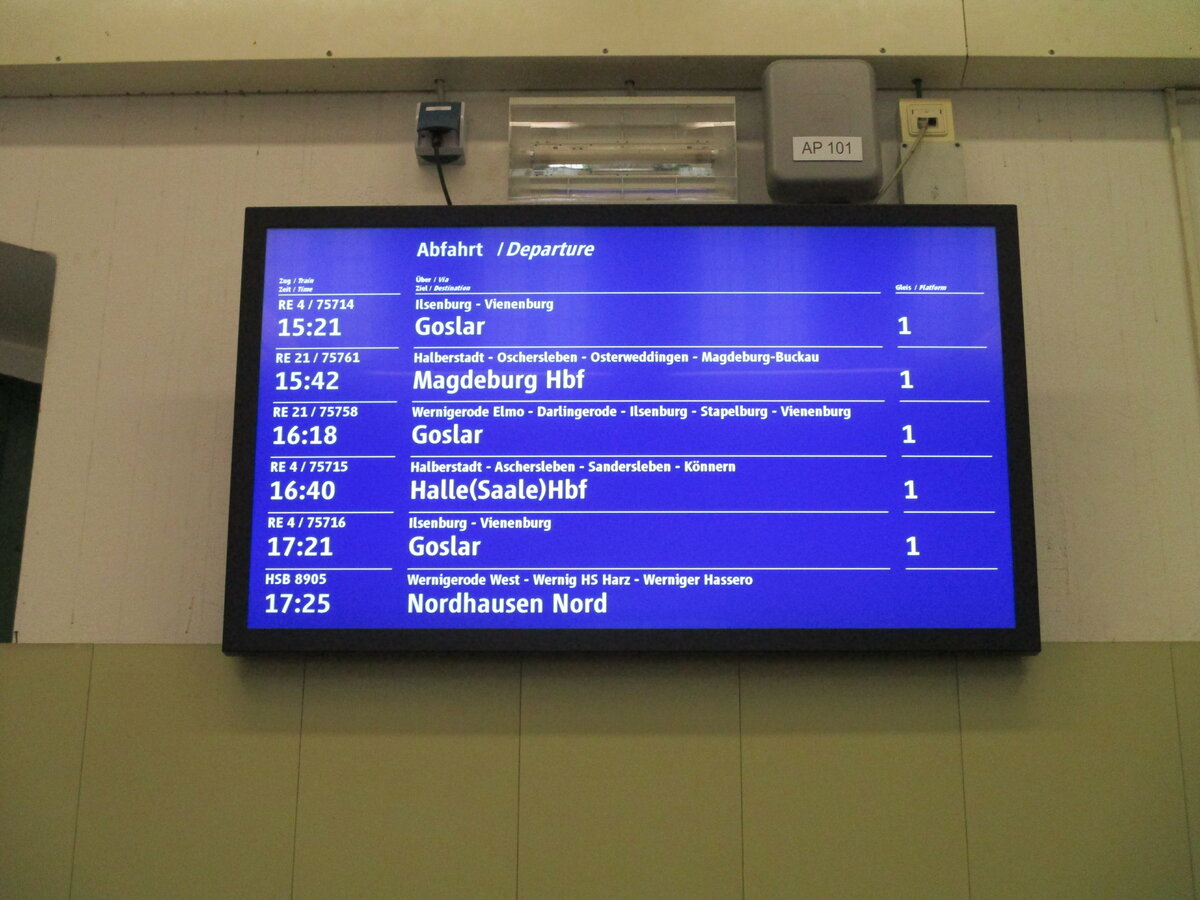 AP 101
Abfahrt / Departure
Zug / Train Über / Via
Zeit / Time Ziel / Destination Gleis / Platform
RE 4 / 75714 Ilsenburg - Vienenburg
15:21 Goslar 1
RE 21 / 75761 Halberstadt - Oschersleben - Osterweddingen - Magdeburg-Buckau
15:42 Magdeburg Hbf 1
RE 21 / 75758 Wernigerode Elmo - Darlingerode - Ilsenburg - Stapelburg - Vienenburg
16:18 Goslar 1
RE 4 / 75715 Halberstadt - Aschersleben - Sandersleben - Könnern
16:40 Halle(Saale)Hbf 1
RE 4 / 75716 Ilsenburg - Vienenburg
17:21 Goslar 1
HSB 8905 Wernigerode West - Wernig HS Harz - Werniger Hassero
17:25 Nordhausen Nord